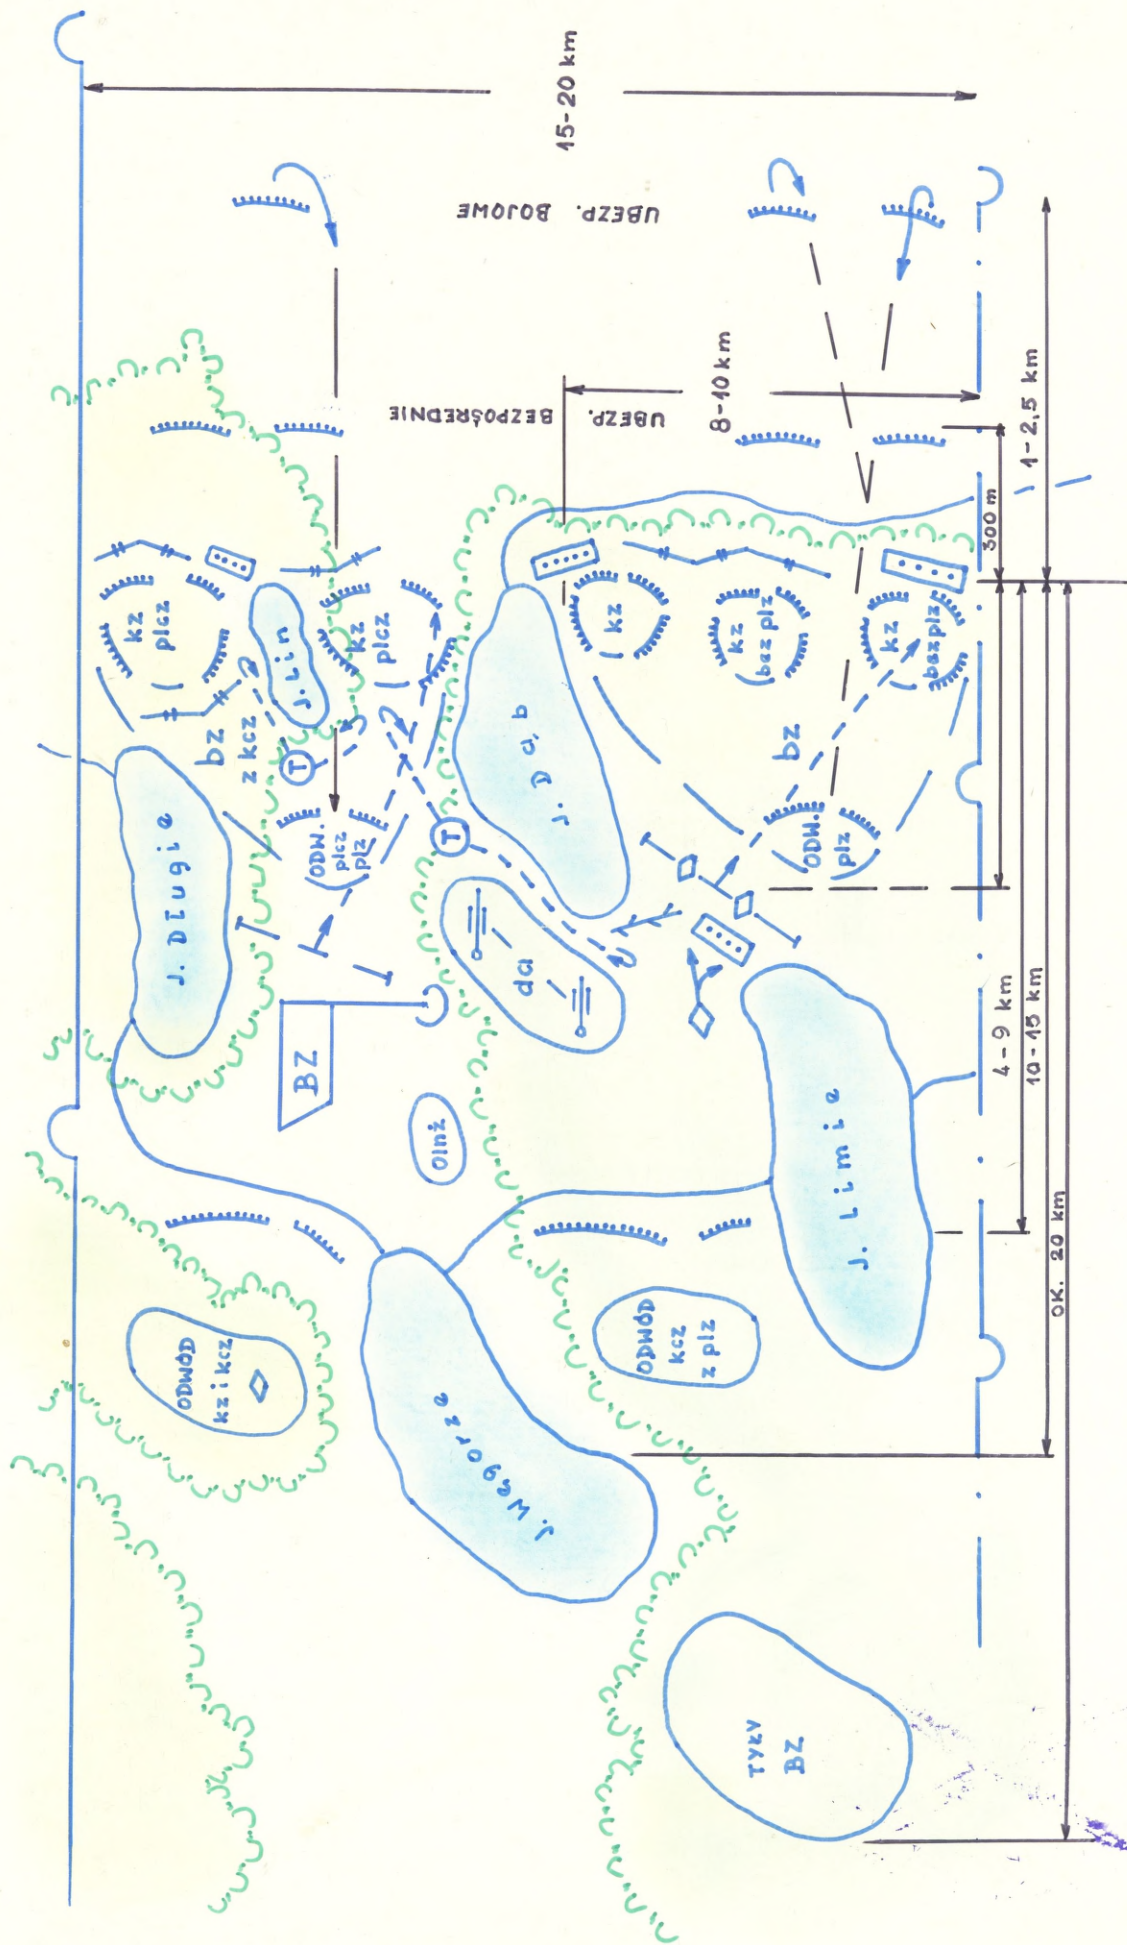 ODWÓD
kz i kcz
J. Długie
kz
plcz
bz
z kcz
BZ
J. Lin
T
ODW.
plcz
plz
kz
plcz
J. Węgorze
OInż
T
da
J. Dąb
UBEZP.
BEZPOŚREDNIE
UBEZP. BOJOWE
15-20 km
ODWÓD
kcz
z plz
kz
kz
bez plz
8-10 km
TYŁY
BZ
J. Limie
bz
ODW.
plz
kz
bez plz
300 m
4-9 km
10-15 km
1-2,5 km
OK. 20 km